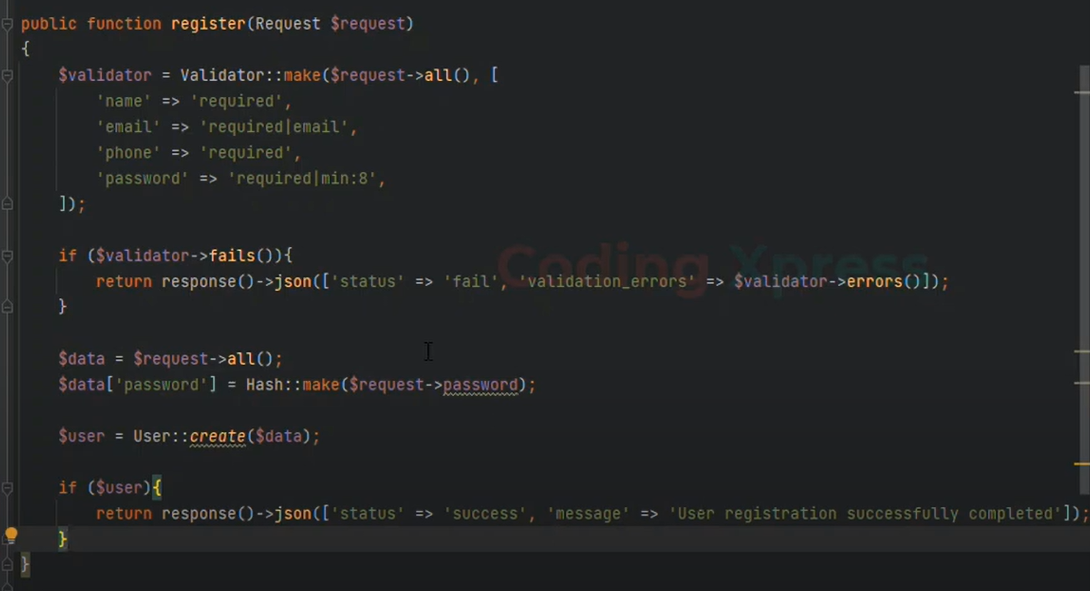 public function register(Request $request)
{
    $validator = Validator::make($request->all(), [
        'name' => 'required',
        'email' => 'required|email',
        'phone' => 'required',
        'password' => 'required|min:8',
    ]);
    if ($validator->fails()){
Coding Xpress
        return response()->json(['status' => 'fail', 'validation_errors' => $validator->errors()]);
    }
    $data = $request->all();
    $data['password'] = Hash::make($request->password);
    $user = User::create($data);
    if ($user){
        return response()->json(['status' => 'success', 'message' => 'User registration successfully completed']);
    }
}